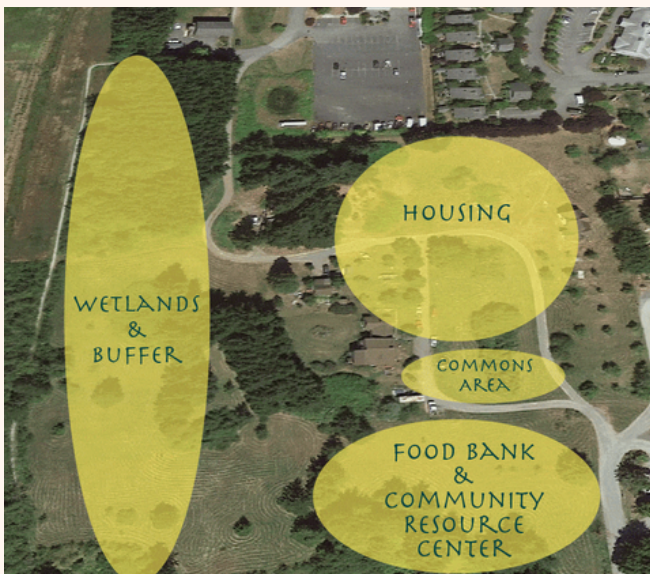 HOUSING
WETLANDS
&
BUFFER
COMMONS
AREA
FOOD BANK
&
COMMUNITY
RESOURCE
CENTER